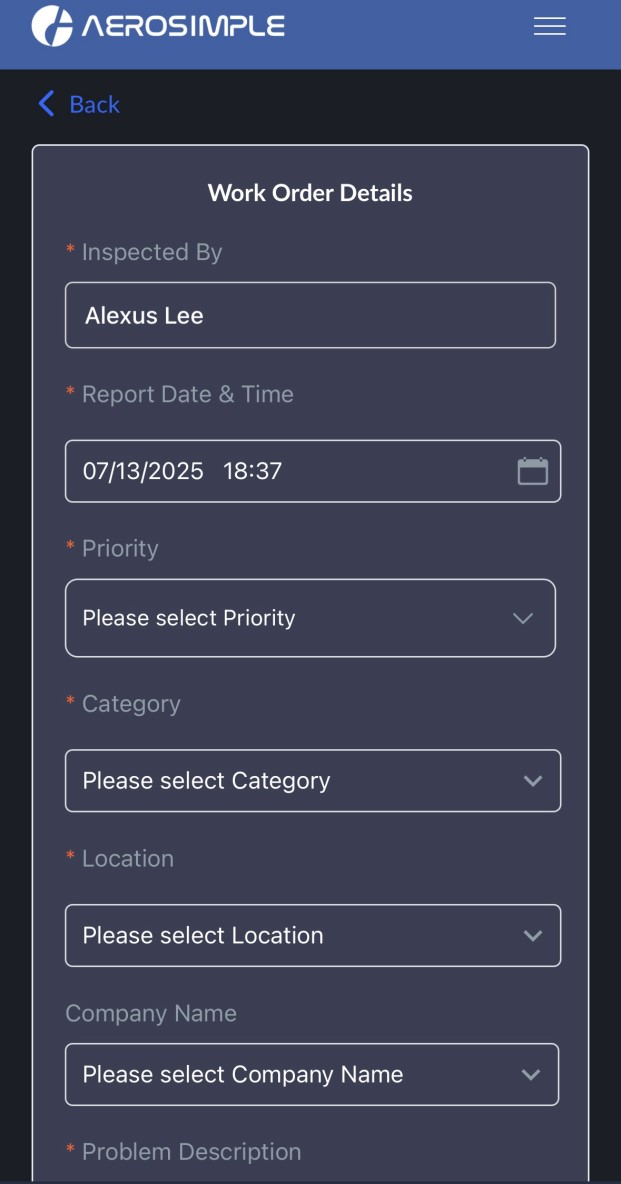 AEROSIMPLE
Back
Work Order Details
* Inspected By
Alexus Lee
* Report Date & Time
07/13/2025 18:37
* Priority
Please select Priority
* Category
Please select Category
* Location
Please select Location
Company Name
Please select Company Name
* Problem Description